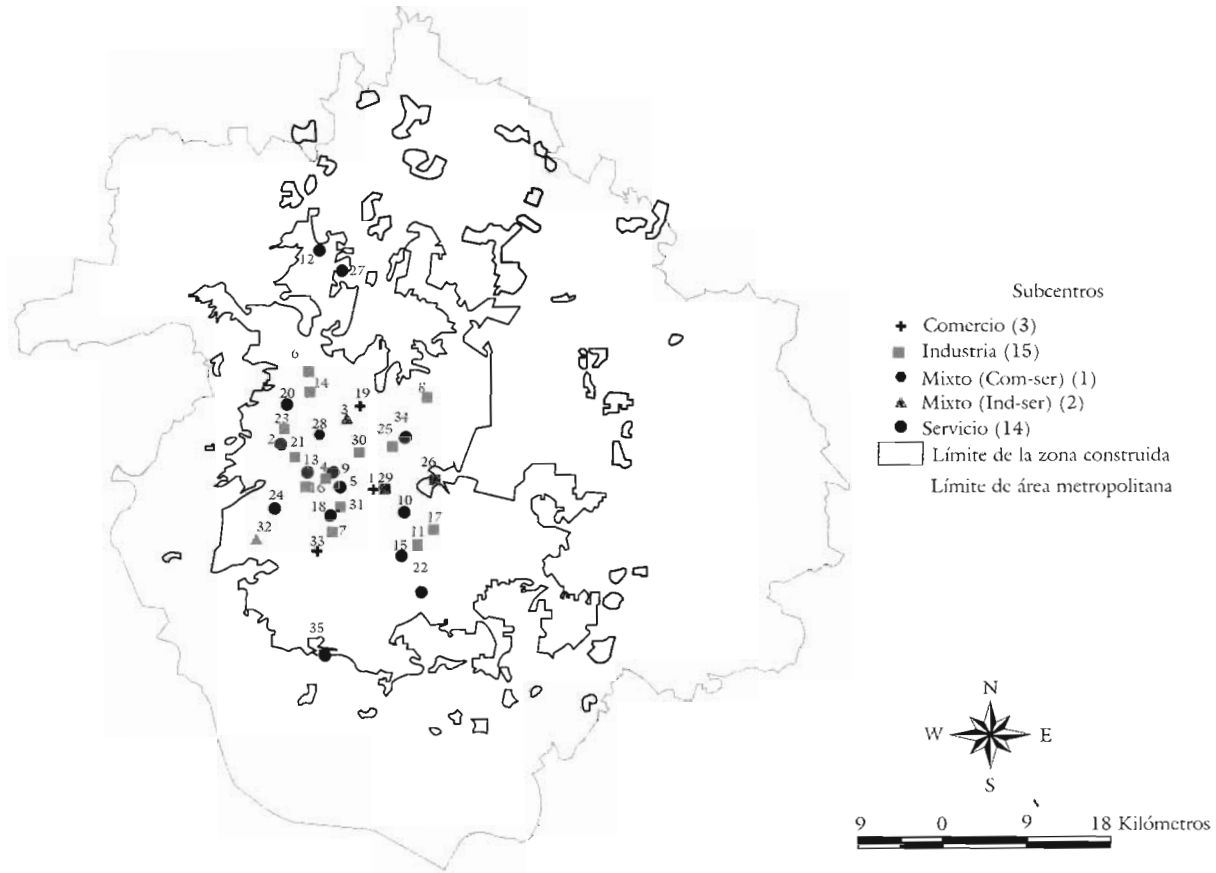 12
27
6
14
8
20
19
3
23
28
34
2
21
25
30
13
4
9
26
6
5
1
29
24
10
18
31
17
32
7
11
33
15
22
35
Subcentros
Comercio (3)
Industria (15)
Mixto (Com-ser) (1)
Mixto (Ind-ser) (2)
Servicio (14)
Límite de la zona construida
Límite de área metropolitana
N
W
E
S
9 0 9 18 Kilómetros